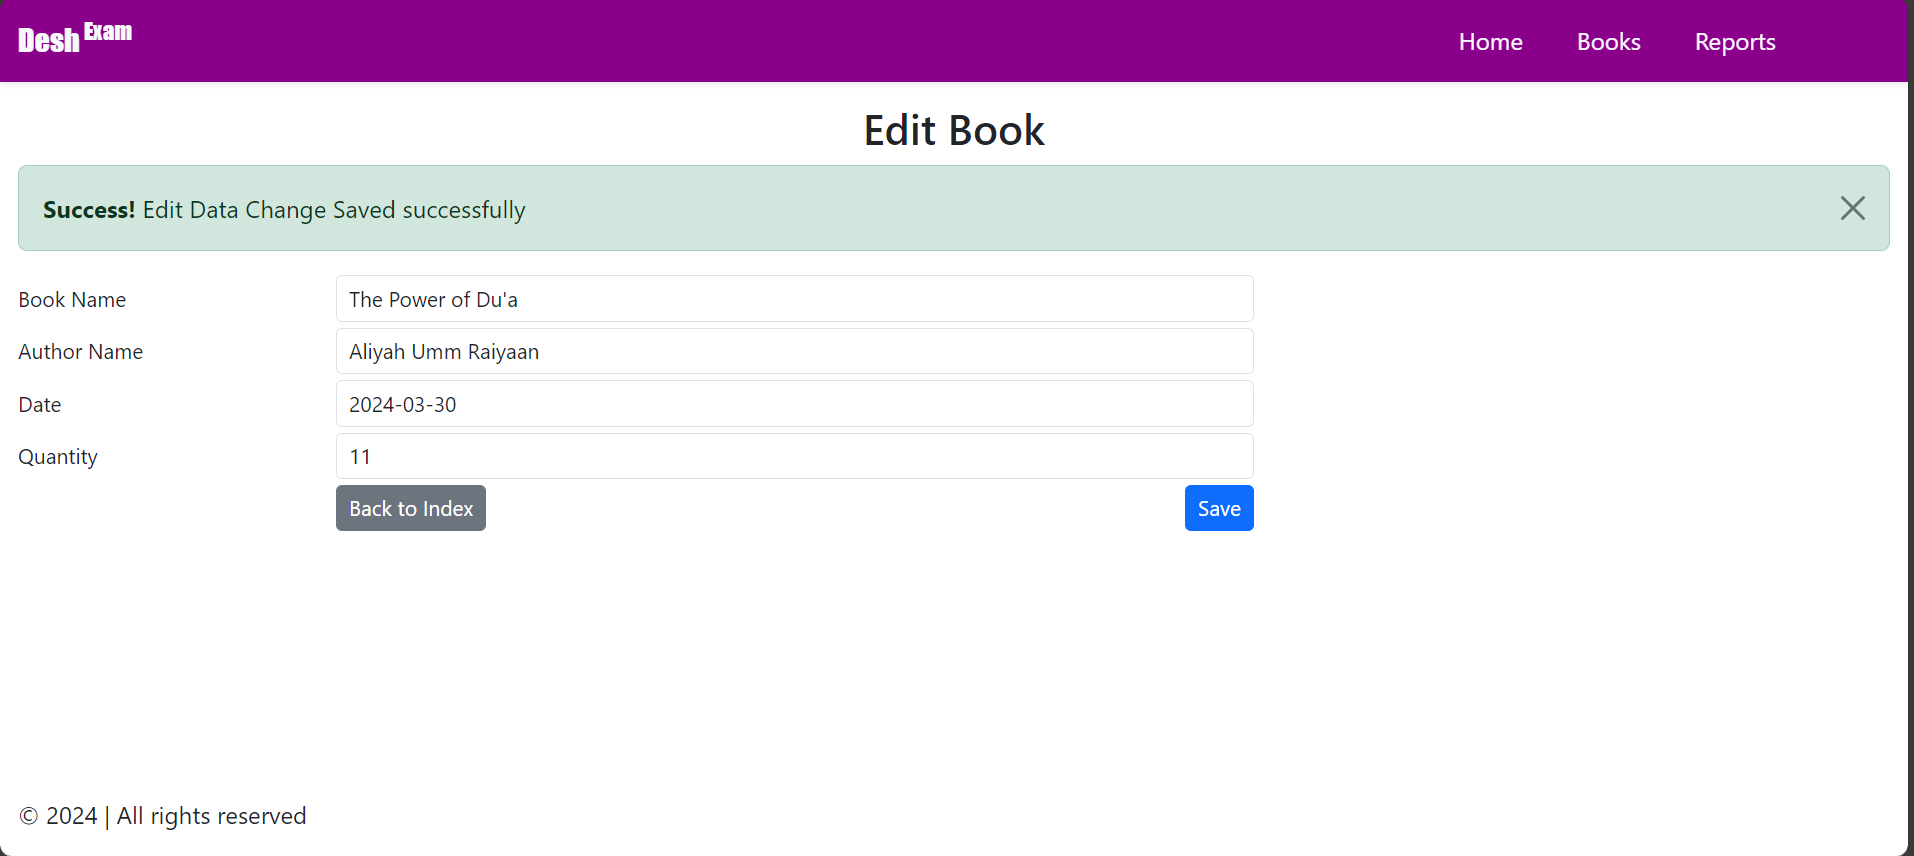 Desh Exam
Home Books Reports
Edit Book
Success! Edit Data Change Saved successfully
Book Name The Power of Du'a
Author Name Aliyah Umm Raiyaan
Date 2024-03-30
Quantity 11
Back to Index Save
© 2024 | All rights reserved